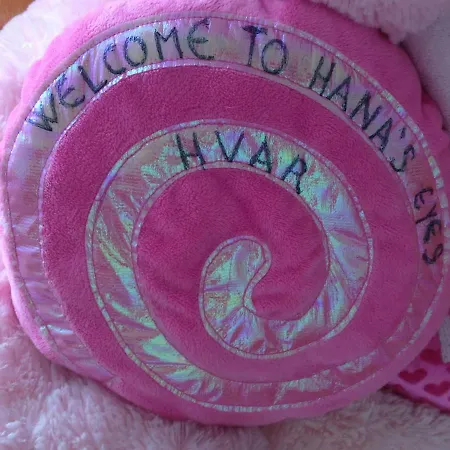 WELCOME TO HANA'S EYES
HVAR